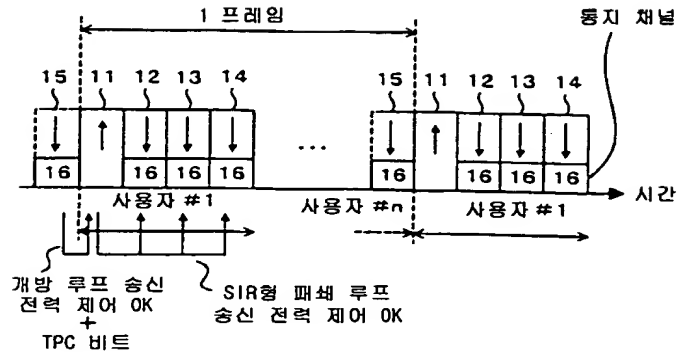 1 프레임
통지 채널
15 11 12 13 14 15 11 12 13 14
...
16 16 16 16 16 16 16 16
시간
사용자 #1 사용자 #n 사용자 #1
개방 루프 송신
전력 제어 OK
+
TPC 비트
SIR형 폐쇄 루프
송신 전력 제어 OK